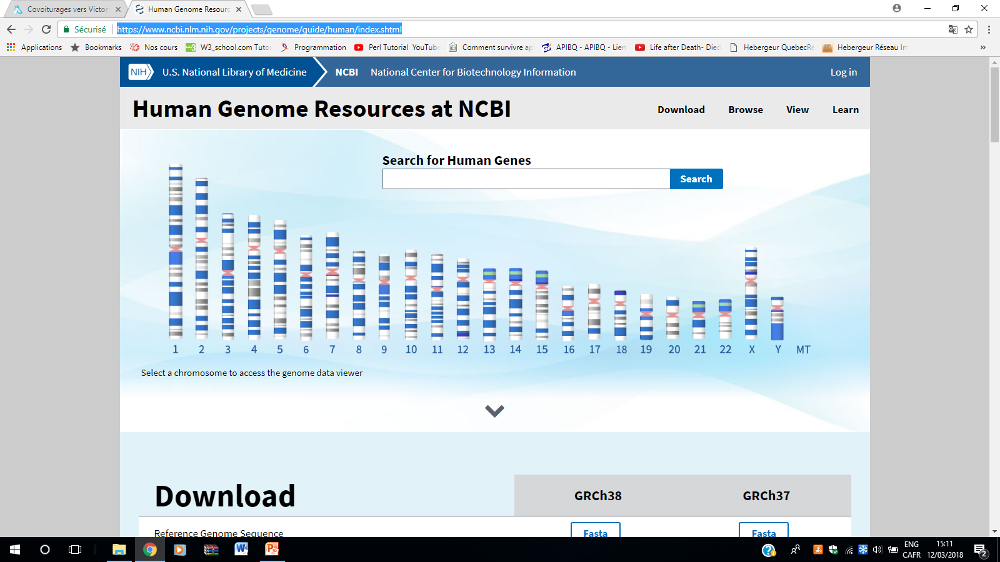 Covoiturages vers Victor
Human Genome Resourc
Sécurisé
https://www.ncbi.nlm.nih.gov/projects/genome/guide/human/index.shtml
Applications Bookmarks Nos cours W3_school.com Tutor Programmation Perl Tutorial YouTube Comment survivre ap APIBQ - APIBQ - Lien Life after Death- Died Hebergeur QuebecRé Hebergeur Réseau In »
NIH U.S. National Library of Medicine NCBI National Center for Biotechnology Information Log in
Human Genome Resources at NCBI Download Browse View Learn
Search for Human Genes
Search
1 2 3 4 5 6 7 8 9 10 11 12 13 14 15 16 17 18 19 20 21 22 X Y MT
Select a chromosome to access the genome data viewer
Download GRCh38 GRCh37
Reference Genome Sequence Fasta Fasta
ENG 15:11
CAFR 12/03/2018 2